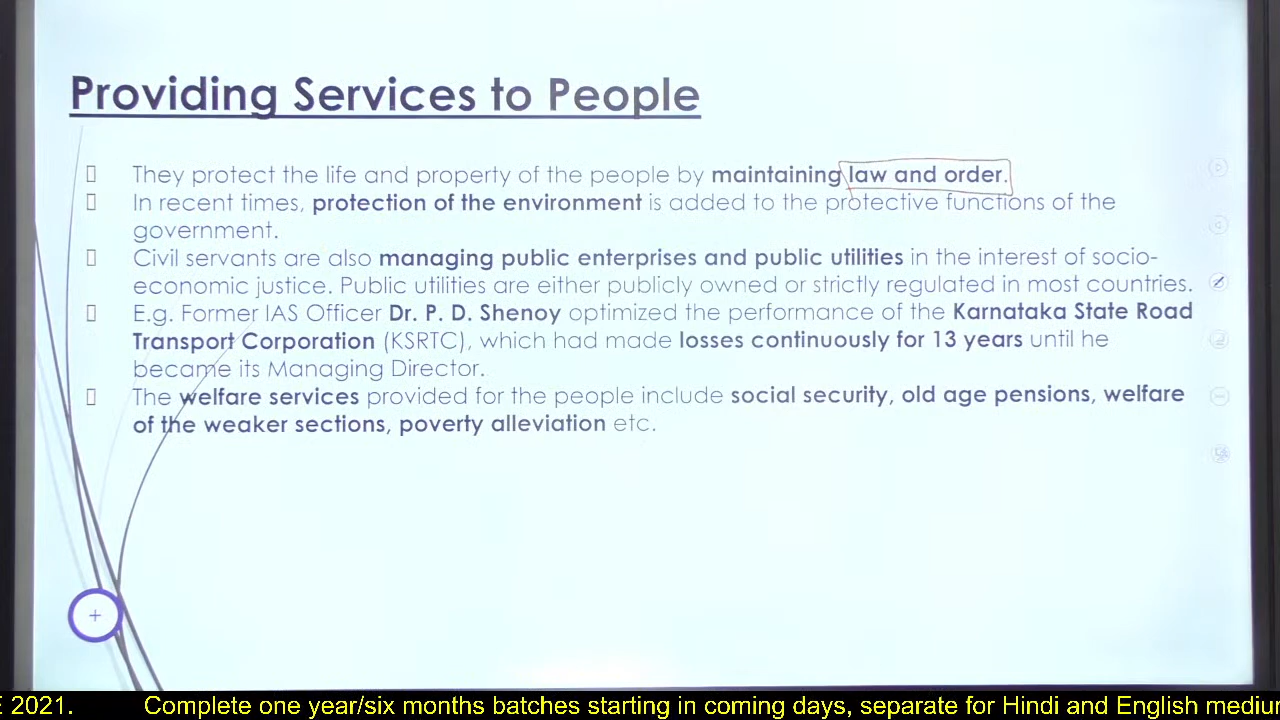 Providing Services to People
They protect the life and property of the people by maintaining law and order.
In recent times, protection of the environment is added to the protective functions of the
government.
Civil servants are also managing public enterprises and public utilities in the interest of socio-
economic justice. Public utilities are either publicly owned or strictly regulated in most countries.
E.g. Former IAS Officer Dr. P. D. Shenoy optimized the performance of the Karnataka State Road
Transport Corporation (KSRTC), which had made losses continuously for 13 years until he
became its Managing Director.
The welfare services provided for the people include social security, old age pensions, welfare
of the weaker sections, poverty alleviation etc.
2021. Complete one year/six months batches starting in coming days, separate for Hindi and English